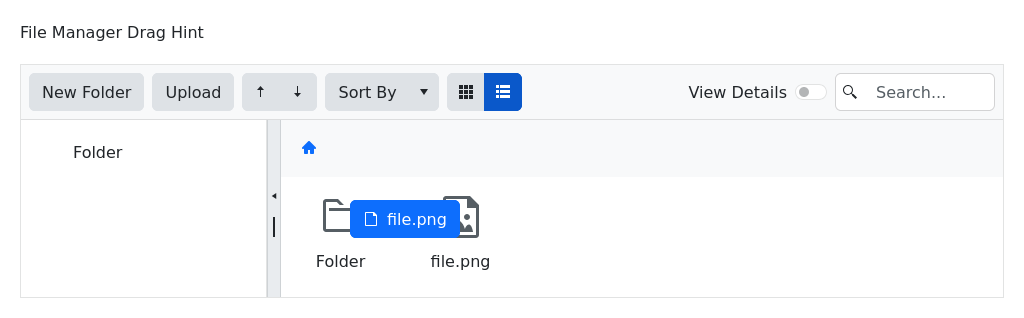 File Manager Drag Hint
New Folder Upload Sort By View Details Search...
Folder
file.png
Folder file.png